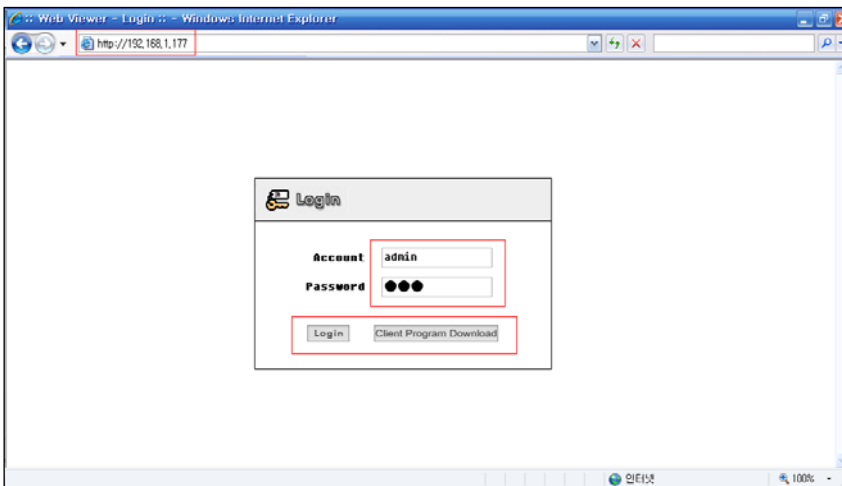 :: Web Viewer - Login :: - Windows Internet Explorer
http://192,168,1,177
Login
Account admin
Password ●●●
Login Client Program Download
인터넷 100%